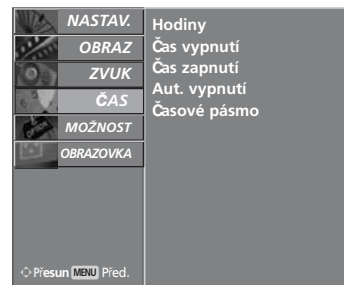 NASTAV.
OBRAZ
ZVUK
ČAS
MOŽNOST
OBRAZOVKA
Přesun MENU Před.
Hodiny
Čas vypnutí
Čas zapnutí
Aut. vypnutí
Časové pásmo